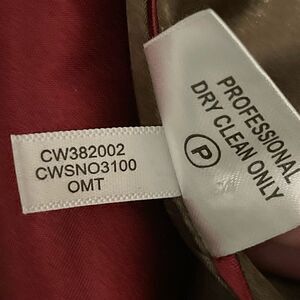 CW382002
CWSNO3100
OMT
PROFESSIONAL
DRY CLEAN ONLY
P